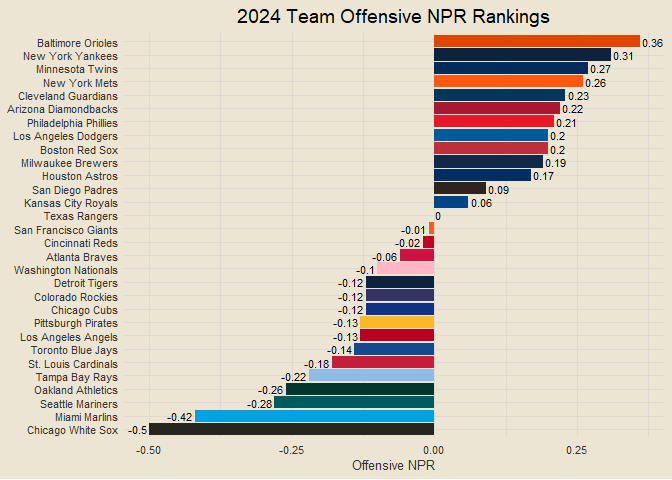 2024 Team Offensive NPR Rankings
Baltimore Orioles 0.36
New York Yankees 0.31
Minnesota Twins 0.27
New York Mets 0.26
Cleveland Guardians 0.23
Arizona Diamondbacks 0.22
Philadelphia Phillies 0.21
Los Angeles Dodgers 0.2
Boston Red Sox 0.2
Milwaukee Brewers 0.19
Houston Astros 0.17
San Diego Padres 0.09
Kansas City Royals 0.06
Texas Rangers 0
San Francisco Giants -0.01
Cincinnati Reds -0.02
Atlanta Braves -0.06
Washington Nationals -0.1
Detroit Tigers -0.12
Colorado Rockies -0.12
Chicago Cubs -0.12
Pittsburgh Pirates -0.13
Los Angeles Angels -0.13
Toronto Blue Jays -0.14
St. Louis Cardinals -0.18
Tampa Bay Rays -0.22
Oakland Athletics -0.26
Seattle Mariners -0.28
Miami Marlins -0.42
Chicago White Sox -0.5
-0.50 -0.25 0.00 0.25
Offensive NPR